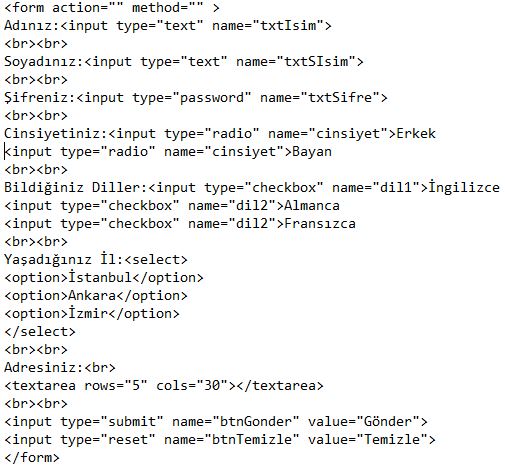 <form action="" method="" >
Adınız:<input type="text" name="txtIsim">
<br><br>
Soyadınız:<input type="text" name="txtSIsim">
<br><br>
Şifreniz:<input type="password" name="txtSifre">
<br><br>
Cinsiyetiniz:<input type="radio" name="cinsiyet">Erkek
<input type="radio" name="cinsiyet">Bayan
<br><br>
Bildiğiniz Diller:<input type="checkbox" name="dil1">İngilizce
<input type="checkbox" name="dil2">Almanca
<input type="checkbox" name="dil2">Fransızca
<br><br>
Yaşadığınız İl:<select>
<option>İstanbul</option>
<option>Ankara</option>
<option>İzmir</option>
</select>
<br><br>
Adresiniz:<br>
<textarea rows="5" cols="30"></textarea>
<br><br>
<input type="submit" name="btnGonder" value="Gönder">
<input type="reset" name="btnTemizle" value="Temizle">
</form>